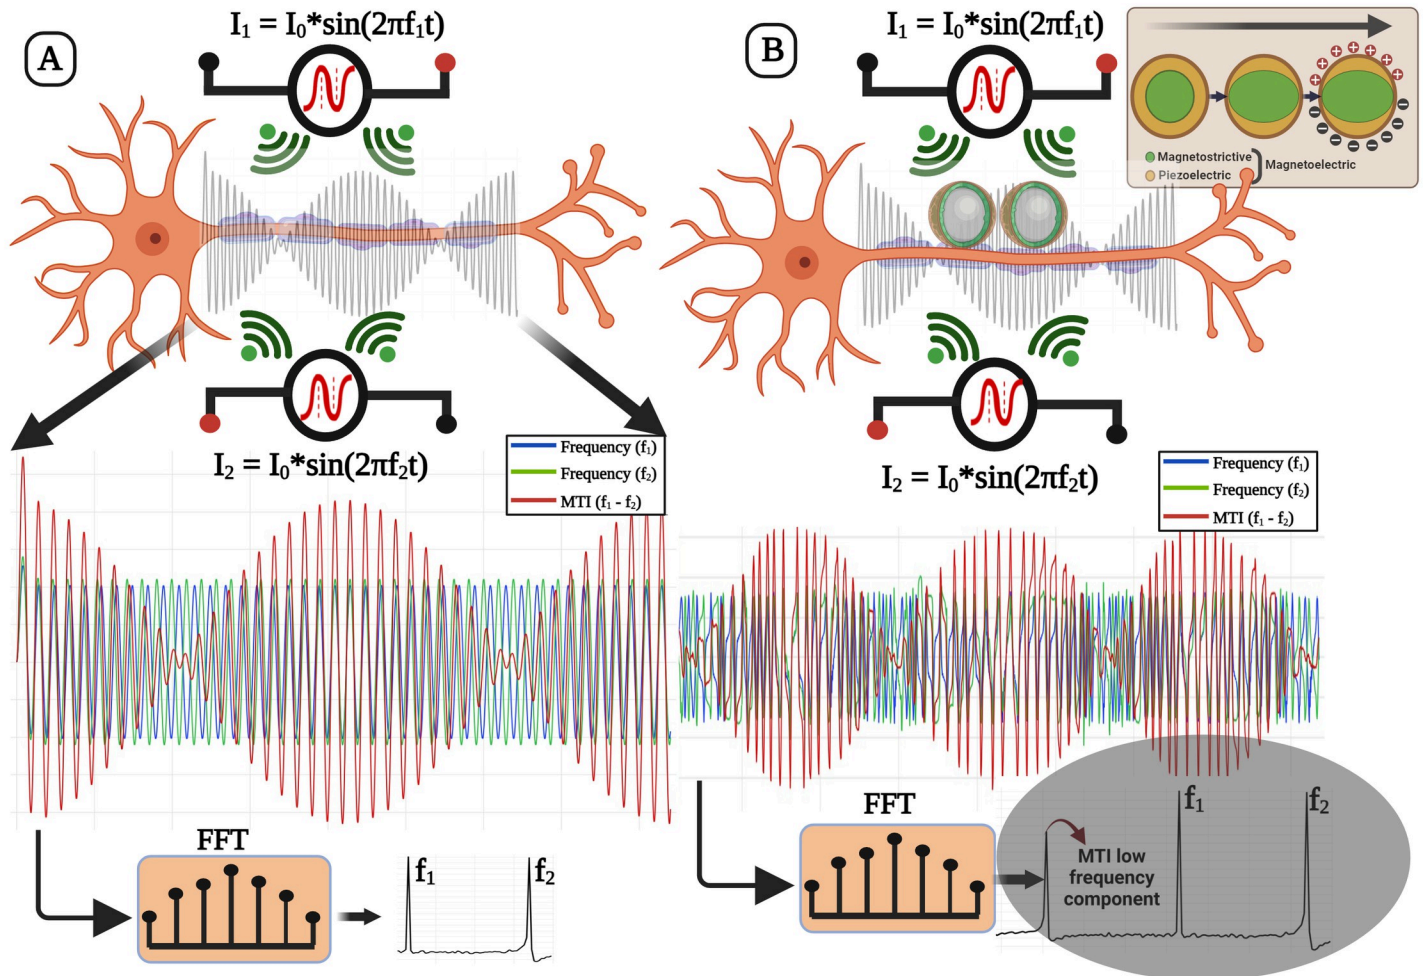 A
I₁ = I₀*sin(2πf₁t)
I₂ = I₀*sin(2πf₂t)
Frequency (f₁)
Frequency (f₂)
MTI (f₁ - f₂)
FFT
f₁
f₂
B
I₁ = I₀*sin(2πf₁t)
Magnetostrictive
Piezoelectric
Magnetoelectric
I₂ = I₀*sin(2πf₂t)
Frequency (f₁)
Frequency (f₂)
MTI (f₁ - f₂)
FFT
f₁
f₂
MTI low
frequency
component